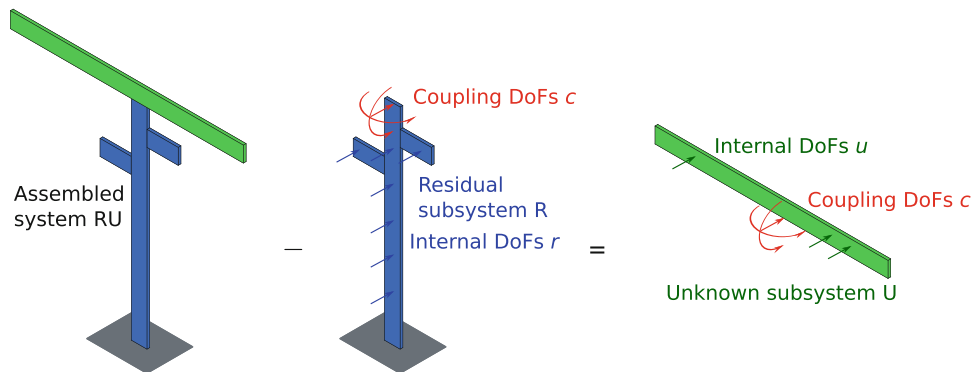 Assembled
system RU
—
Coupling DoFs c
Residual
subsystem R
Internal DoFs r
=
Internal DoFs u
Coupling DoFs c
Unknown subsystem U